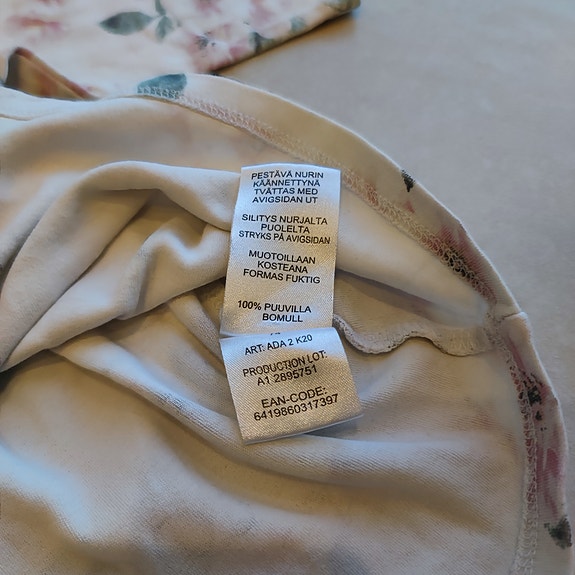 PESTÄVÄ NURIN
KÄÄNNETTYNÄ
TVÄTTAS MED
AVIGSIDAN UT
SILITYS NURJALTA
PUOLELTA
STRYKS PÅ AVIGSIDAN
MUOTOILLAAN
KOSTEANA
FORMAS FUKTIG
100% PUUVILLA
BOMULL
ART: ADA 2 K20
PRODUCTION LOT:
A1 2895751
EAN-CODE:
6419860317397